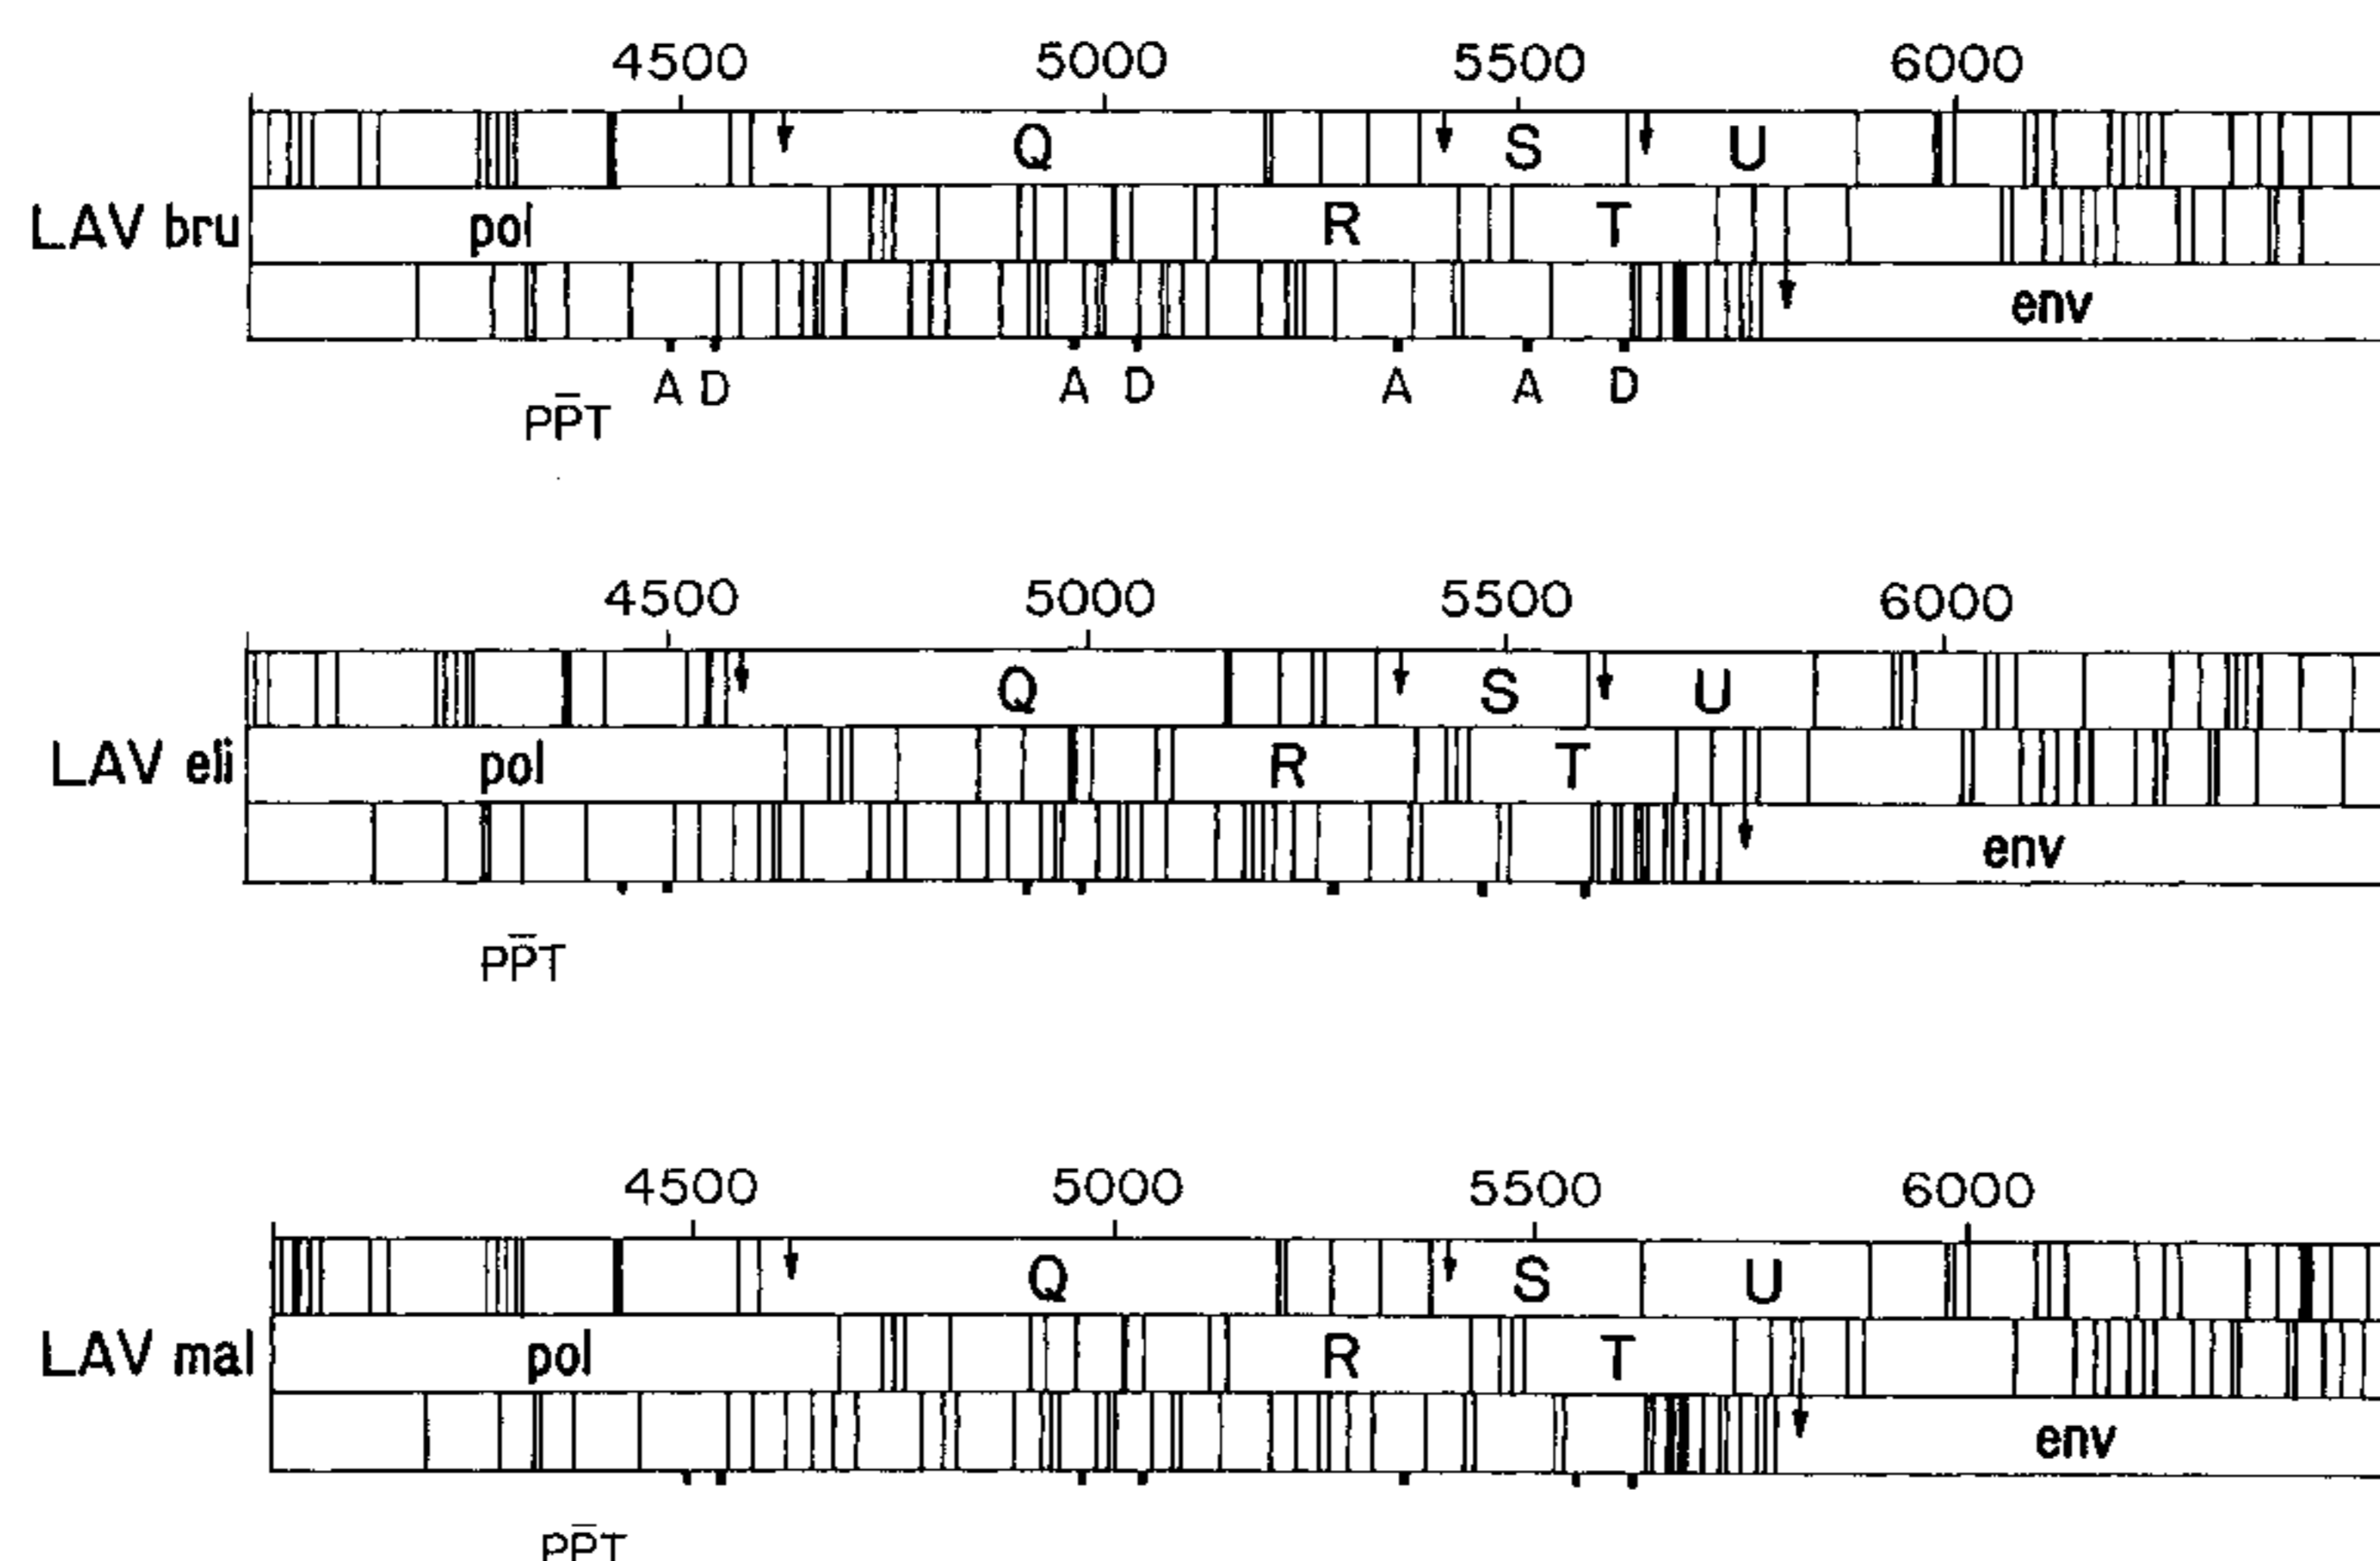 4500 5000 5500 6000
Q S U
LAV bru pol R T
env
A D A D A A D
PPT
4500 5000 5500 6000
Q S U
LAV eli pol R T
env
PPT
4500 5000 5500 6000
Q S U
LAV mal pol R T
env
PPT